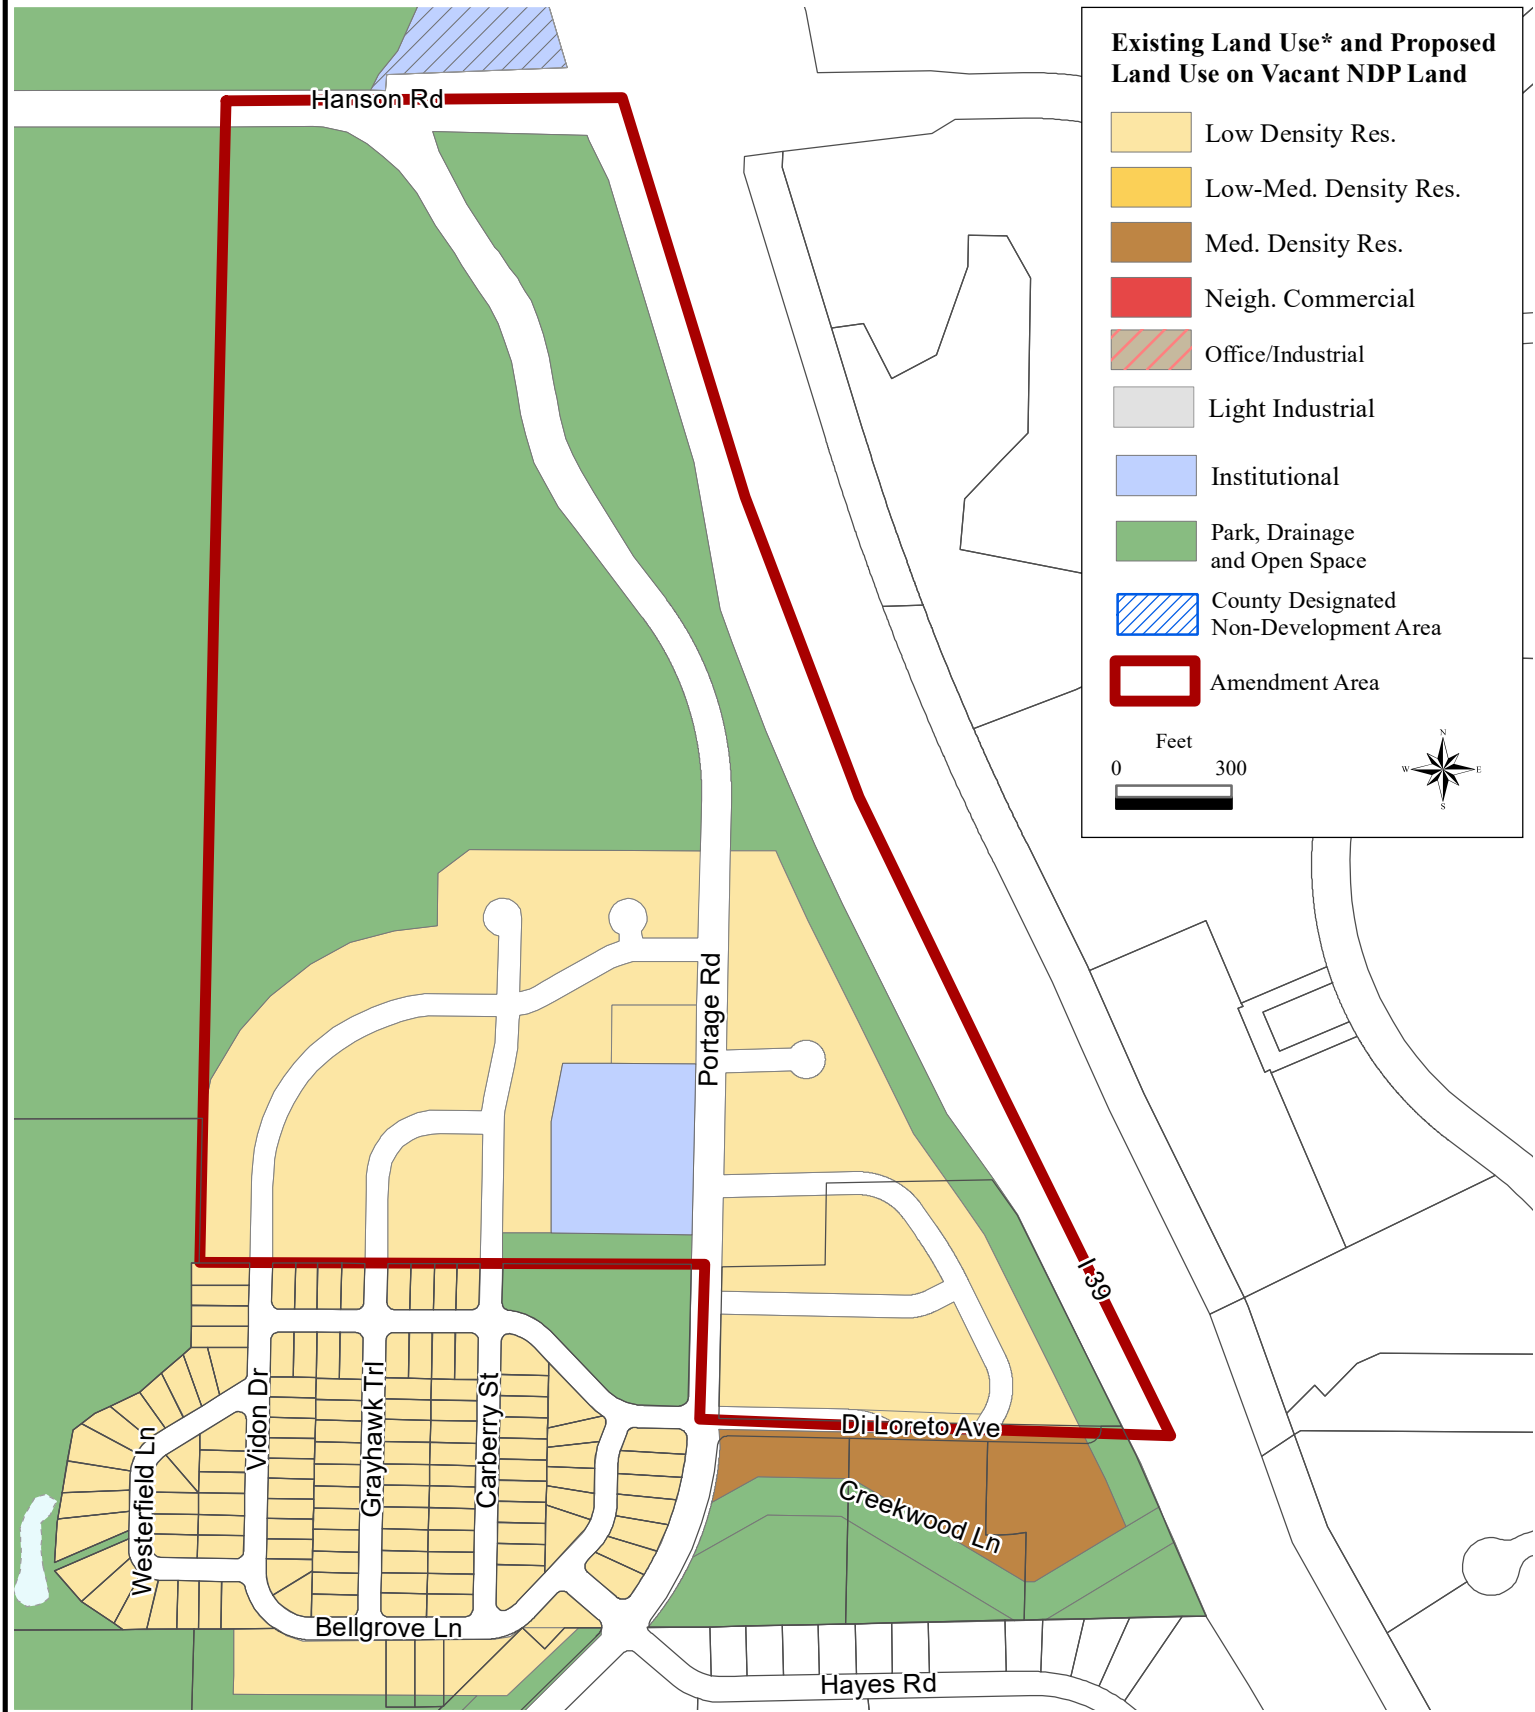 Existing Land Use* and Proposed
Land Use on Vacant NDP Land
Low Density Res.
Low-Med. Density Res.
Med. Density Res.
Neigh. Commercial
Office/Industrial
Light Industrial
Institutional
Park, Drainage
and Open Space
County Designated
Non-Development Area
Amendment Area
Feet
0 300
N
W E
S
Hanson Rd
Portage Rd
I-39
Di Loreto Ave
Creekwood Ln
Vidon Dr
Grayhawk Trl
Carberry St
Westerfield Ln
Bellgrove Ln
Hayes Rd